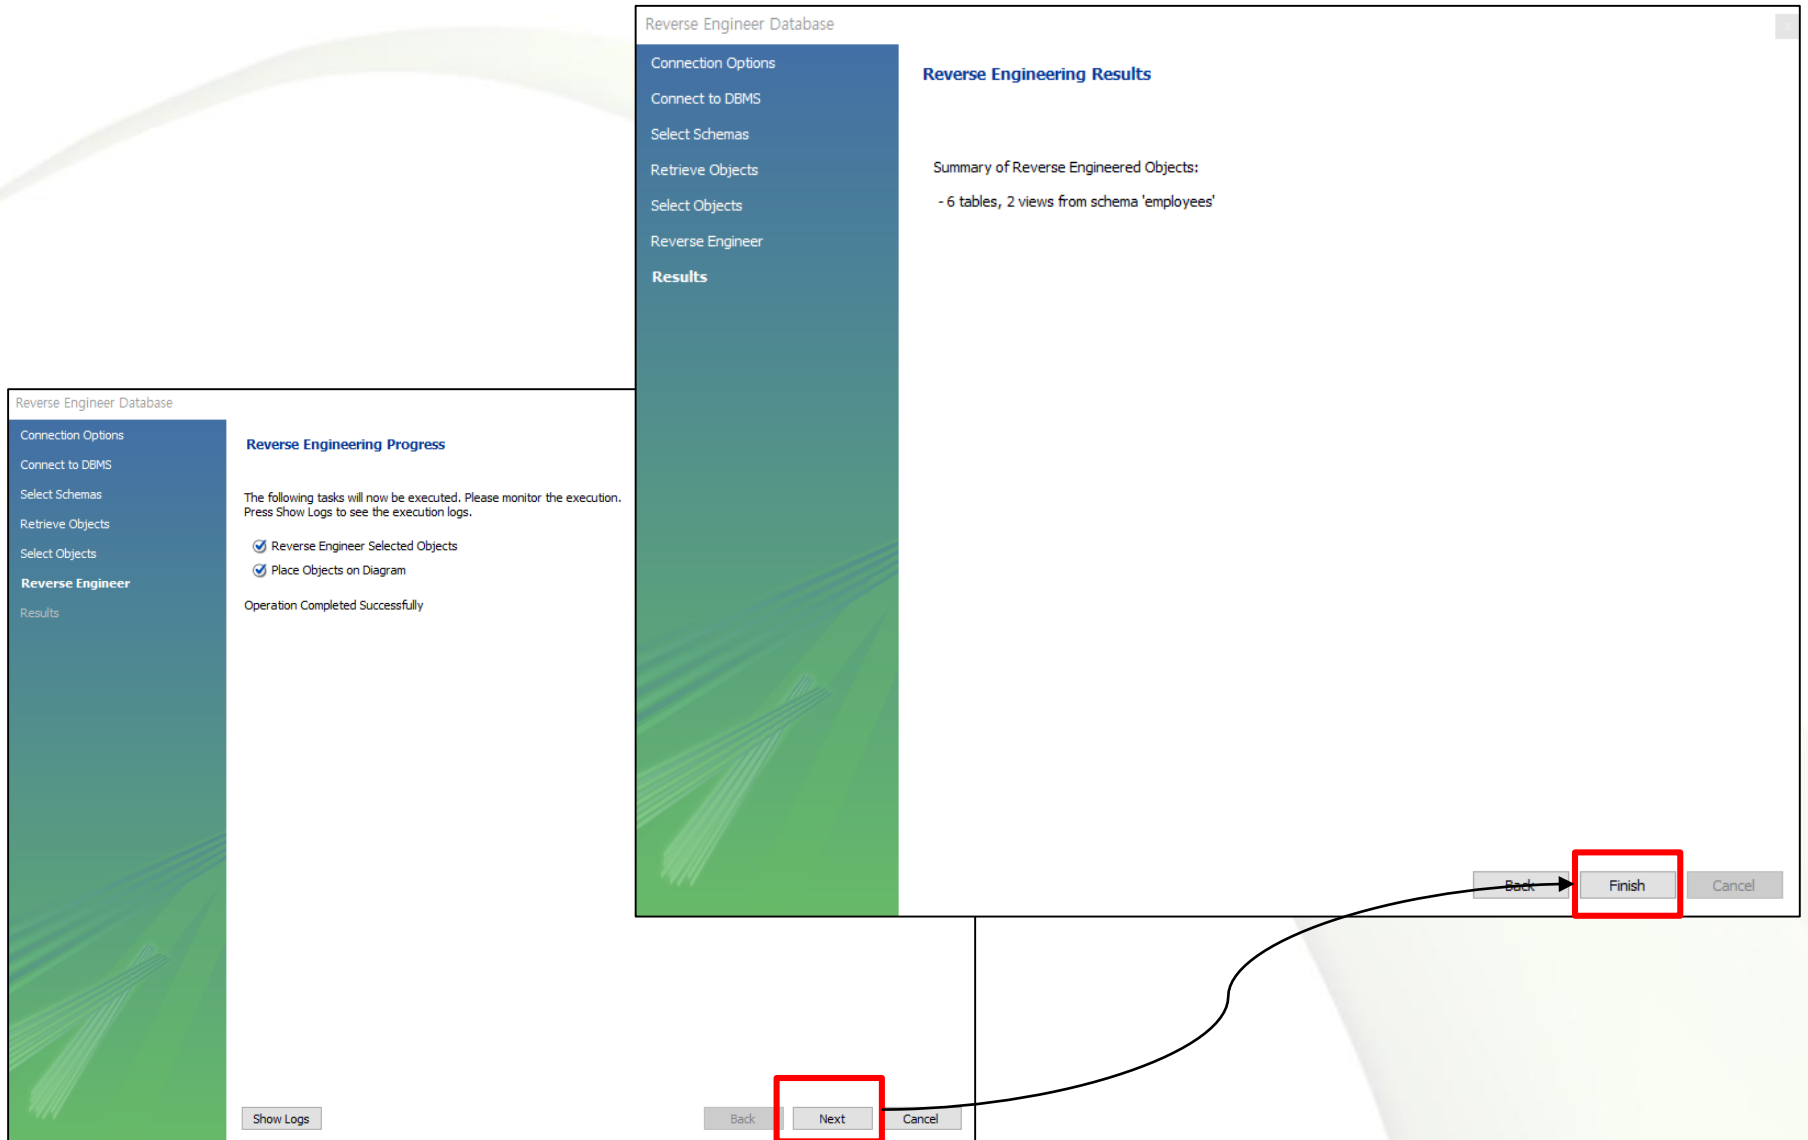 Reverse Engineer Database
Connection Options
Connect to DBMS
Select Schemas
Retrieve Objects
Select Objects
Reverse Engineer
Results
Reverse Engineering Results
Summary of Reverse Engineered Objects:
- 6 tables, 2 views from schema 'employees'
Back
Finish
Cancel
Reverse Engineer Database
Connection Options
Connect to DBMS
Select Schemas
Retrieve Objects
Select Objects
Reverse Engineer
Results
Reverse Engineering Progress
The following tasks will now be executed. Please monitor the execution.
Press Show Logs to see the execution logs.
Reverse Engineer Selected Objects
Place Objects on Diagram
Operation Completed Successfully
Show Logs
Back
Next
Cancel